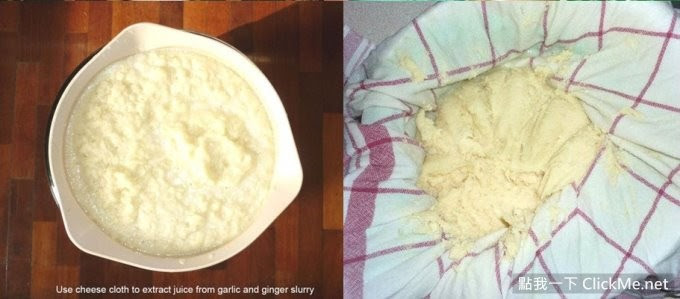 Use cheese cloth to extract juice from garlic and ginger slurry
點我一下 ClickMe.net